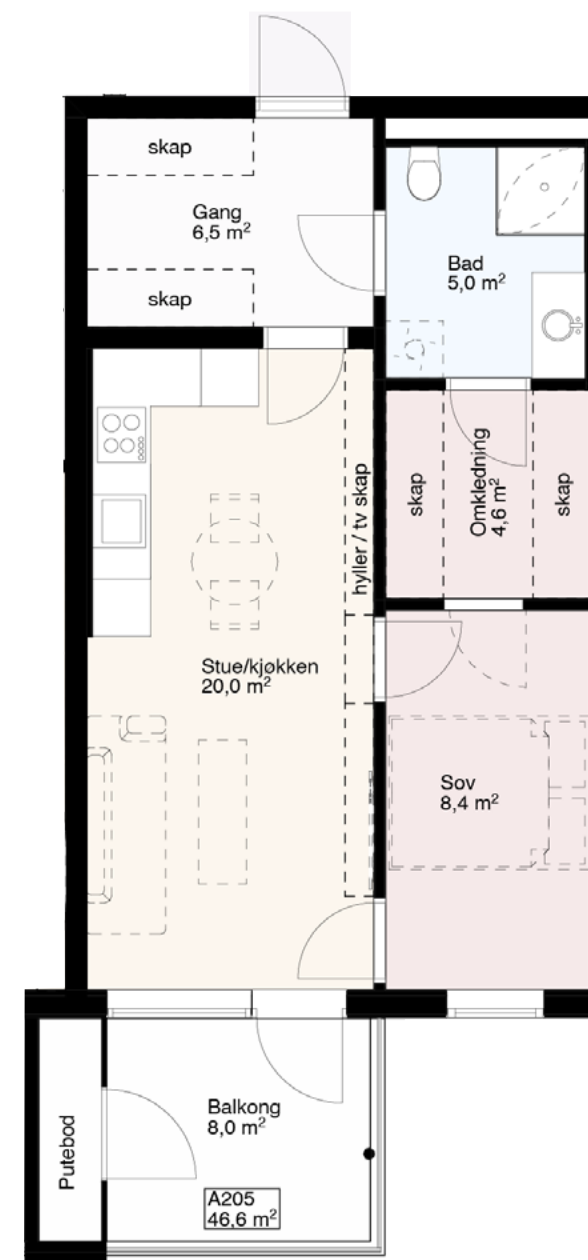 skap
Gang
6,5 m²
skap
Bad
5,0 m²
hyller / tv skap
skap
Omkledning
4,6 m²
skap
Stue/kjøkken
20,0 m²
Sov
8,4 m²
Putebod
Balkong
8,0 m²
A205
46,6 m²